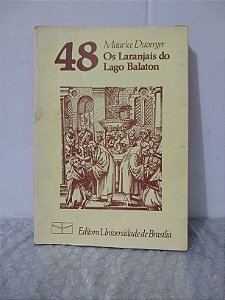 48
Maurice Duverger
Os Laranjais do
Lago Balaton
Editora Universidade de Brasília